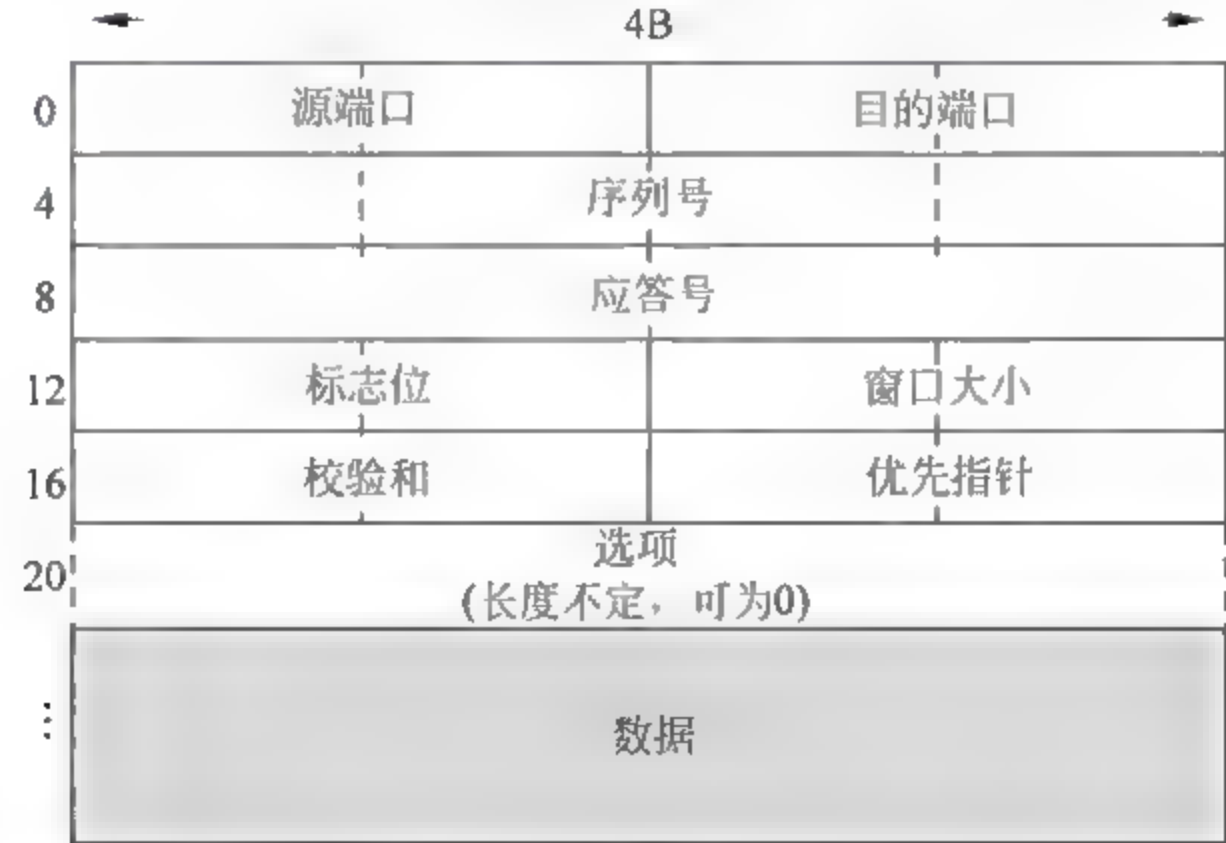 4B
0 源端口 目的端口
4 序列号
8 应答号
12 标志位 窗口大小
16 校验和 优先指针
选项
20
(长度不定，可为0)
⋮ 数据